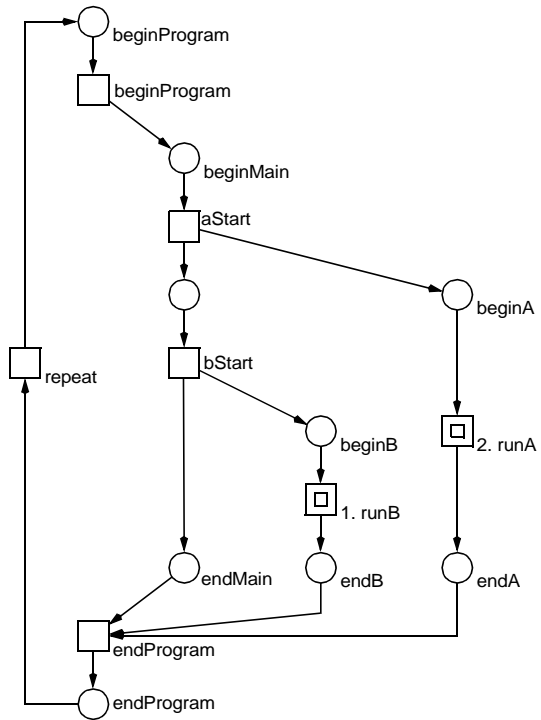 beginProgram
beginProgram
beginMain
aStart
beginA
bStart
repeat
beginB
2. runA
1. runB
endMain
endB
endA
endProgram
endProgram